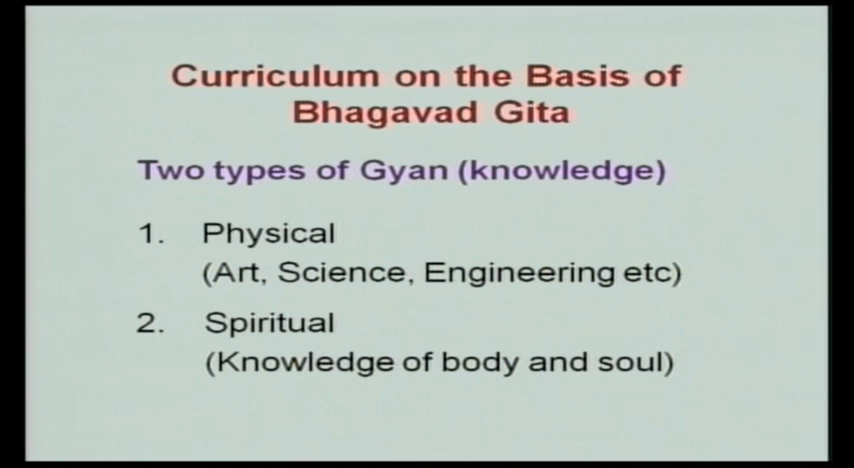 Curriculum on the Basis of
Bhagavad Gita
Two types of Gyan (knowledge)
1. Physical
(Art, Science, Engineering etc)
2. Spiritual
(Knowledge of body and soul)